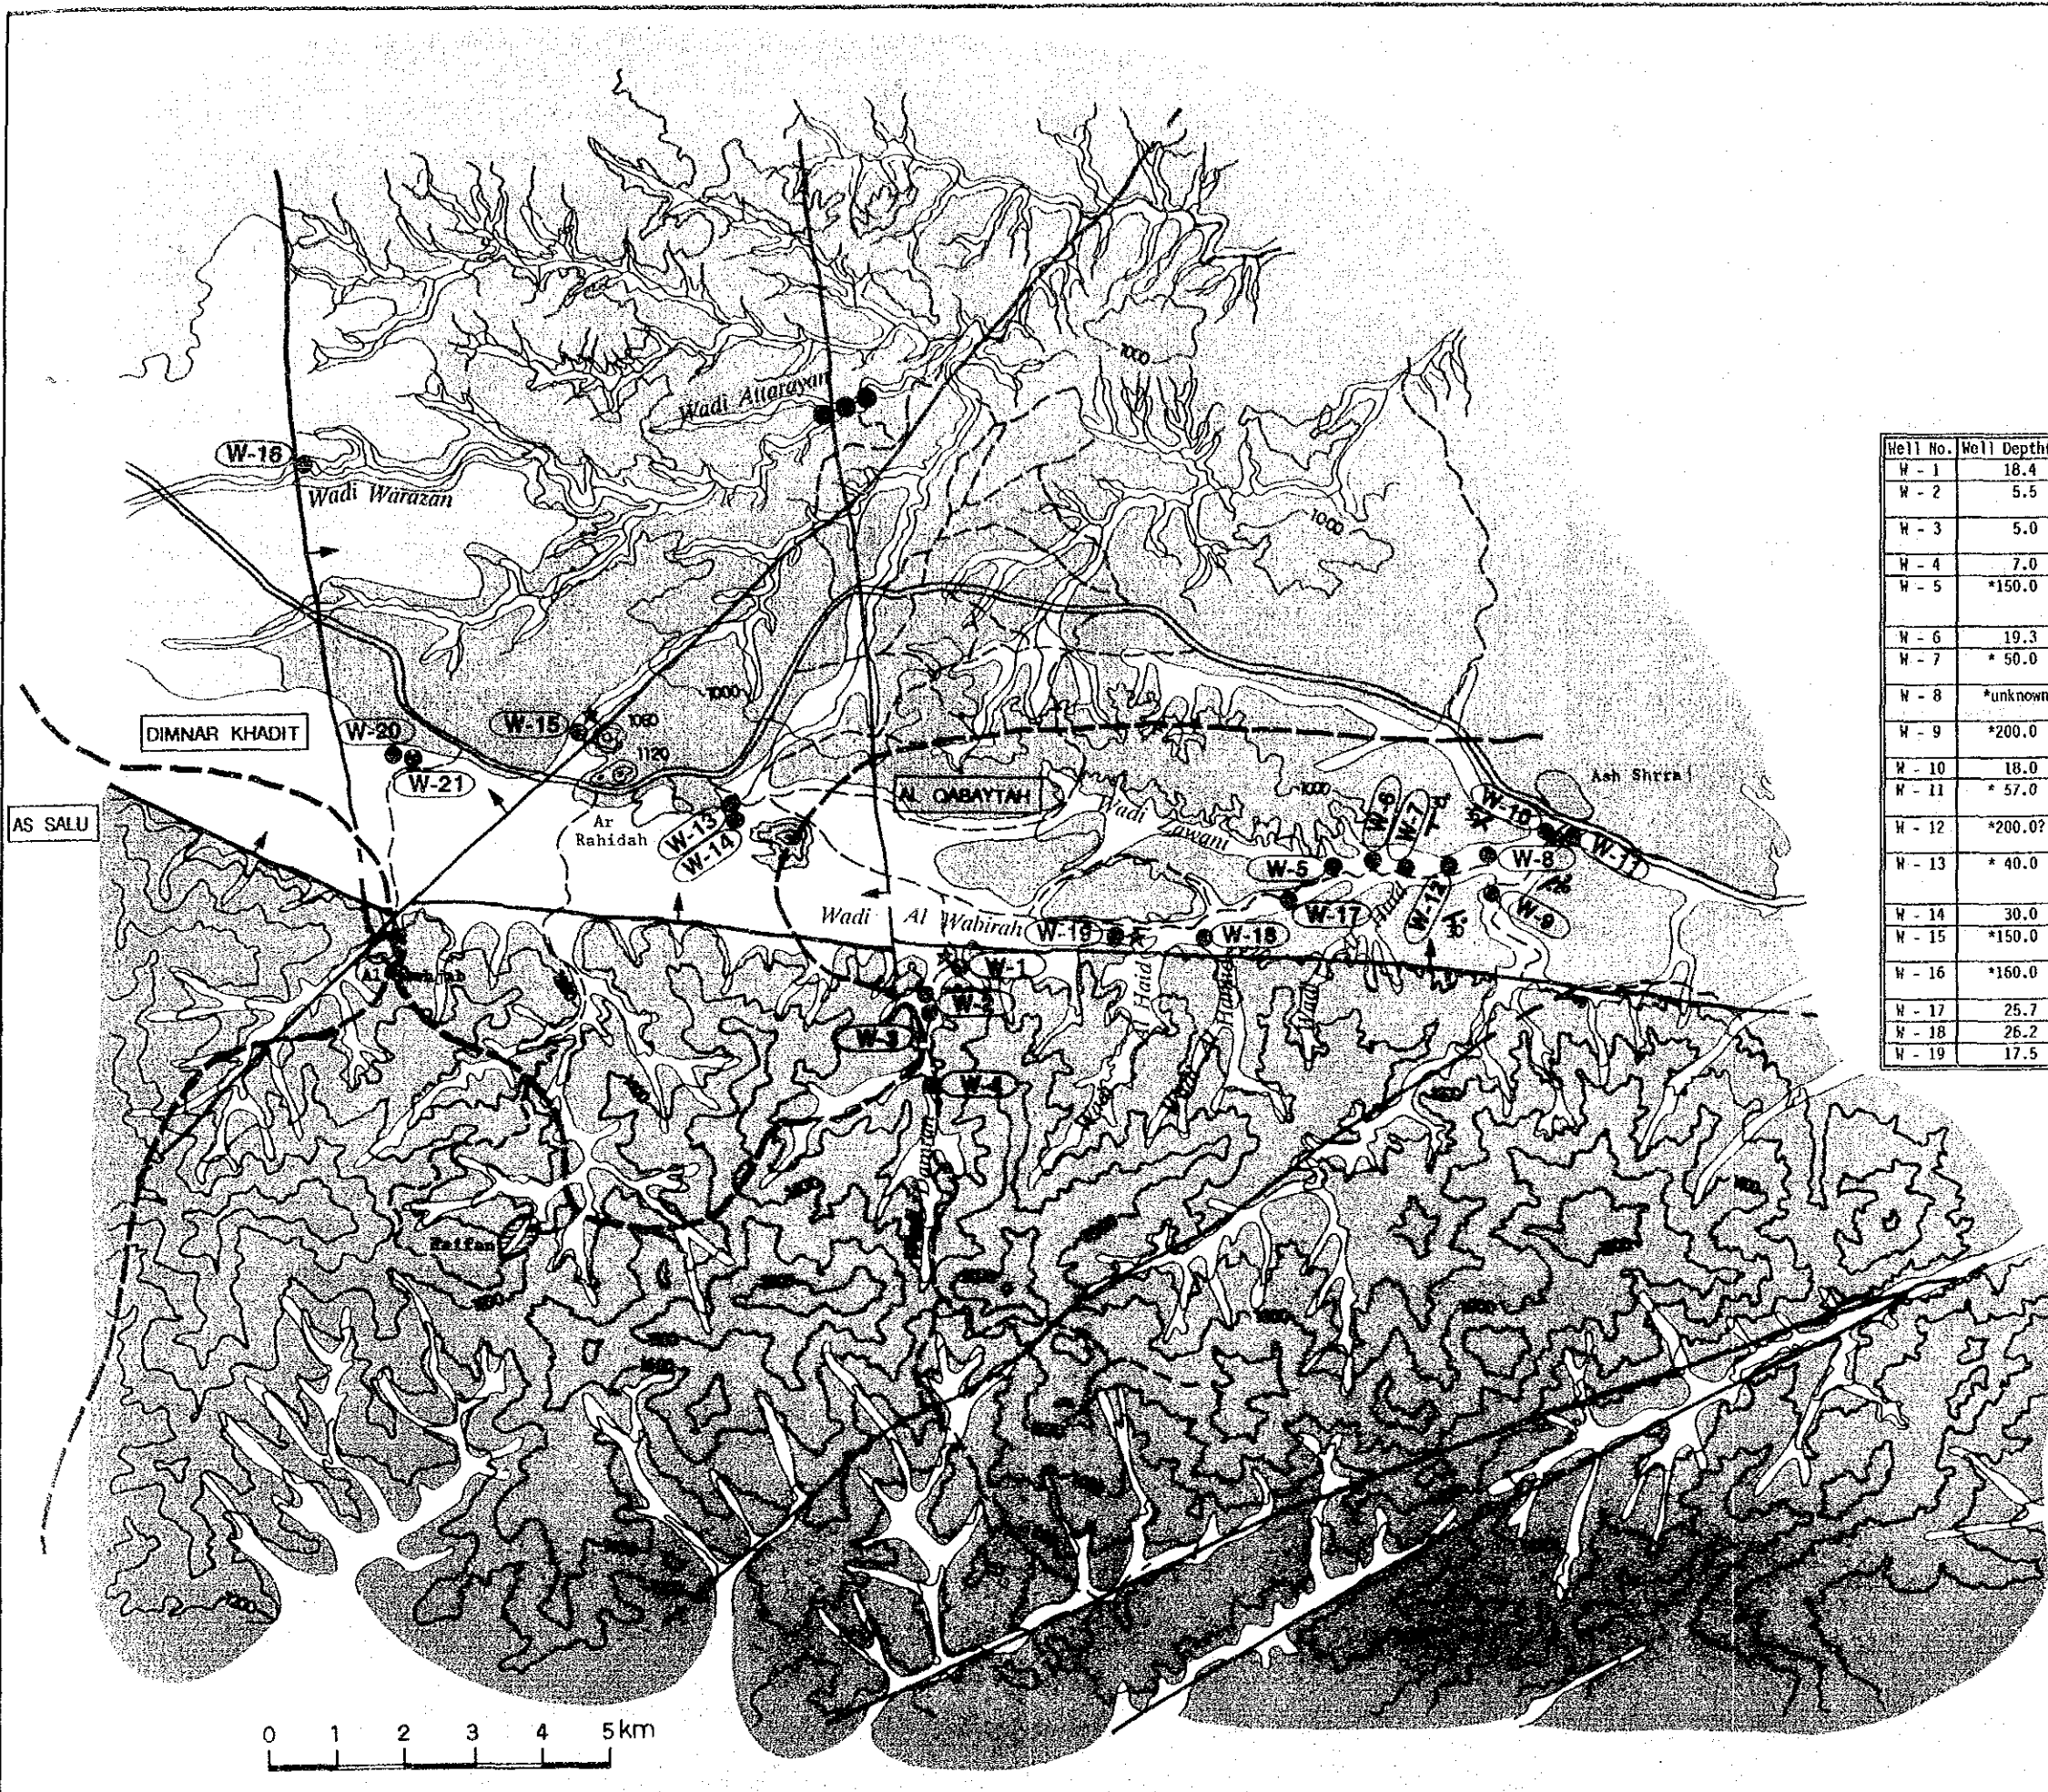 1000
Wadi Attarayan
W-16
Wadi Warazan
1000
1000
DIMNAR KHADIT
W-20
W-21
W-15
1080
1120
AL QABAYTAH
Ash Shrrai
AS SALU
Ar
Rahidah
W-13
W-14
1000
Wadi Zawani
W-6
W-7
W-10
W-11
W-5
W-8
W-17
W-12
W-9
Wadi Al Wabirah
W-19
W-18
W-1
W-2
W-3
W-4
1200
0 1 2 3 4 5 km
Well No. Well Depth
W - 1 18.4
W - 2 5.5
W - 3 5.0
W - 4 7.0
W - 5 *150.0
W - 6 19.3
W - 7 * 50.0
W - 8 *unknown
W - 9 *200.0
W - 10 18.0
W - 11 * 57.0
W - 12 *200.0?
W - 13 * 40.0
W - 14 30.0
W - 15 *150.0
W - 16 *160.0
W - 17 25.7
W - 18 26.2
W - 19 17.5